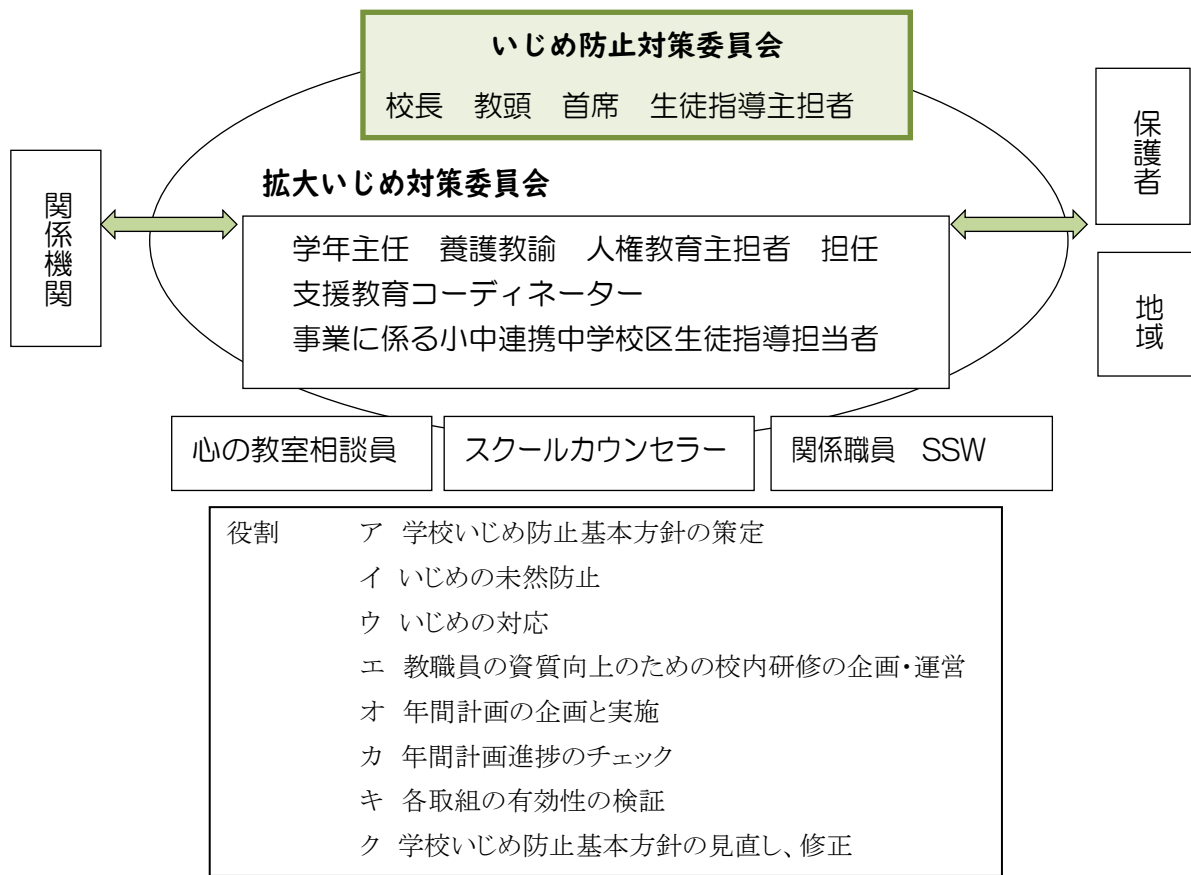 いじめ防止対策委員会
校長　教頭　首席　生徒指導主担者
保護者
関係機関
拡大いじめ対策委員会
学年主任　養護教諭　人権教育主担者　担任
支援教育コーディネーター
事業に係る小中連携中学校区生徒指導担当者
地域
心の教室相談員
スクールカウンセラー
関係職員　SSW
役割　ア 学校いじめ防止基本方針の策定
イ いじめの未然防止
ウ いじめの対応
エ 教職員の資質向上のための校内研修の企画・運営
オ 年間計画の企画と実施
カ 年間計画進捗のチェック
キ 各取組の有効性の検証
ク 学校いじめ防止基本方針の見直し、修正